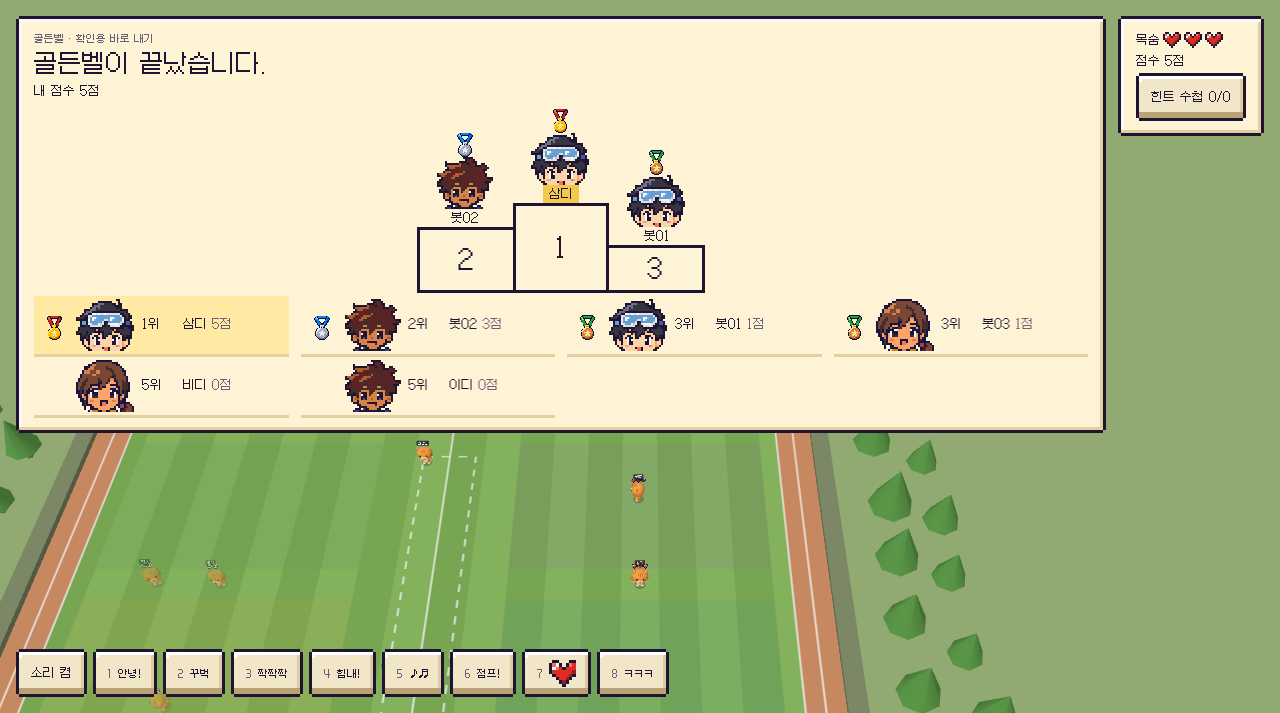 골든벨 · 확인용 바로 내기
골든벨이 끝났습니다.
내 점수 5점
목숨
점수 5점
힌트 수첩 0/0
삼디
봇02
봇01
2
1
3
1위 삼디 5점
2위 봇02 3점
3위 봇01 1점
3위 봇03 1점
5위 비디 0점
5위 이디 0점
소리 켬
1 안녕!
2 꾸벅
3 짝짝짝
4 힘내!
5 ♪♬
6 점프!
7
8 ㅋㅋㅋ